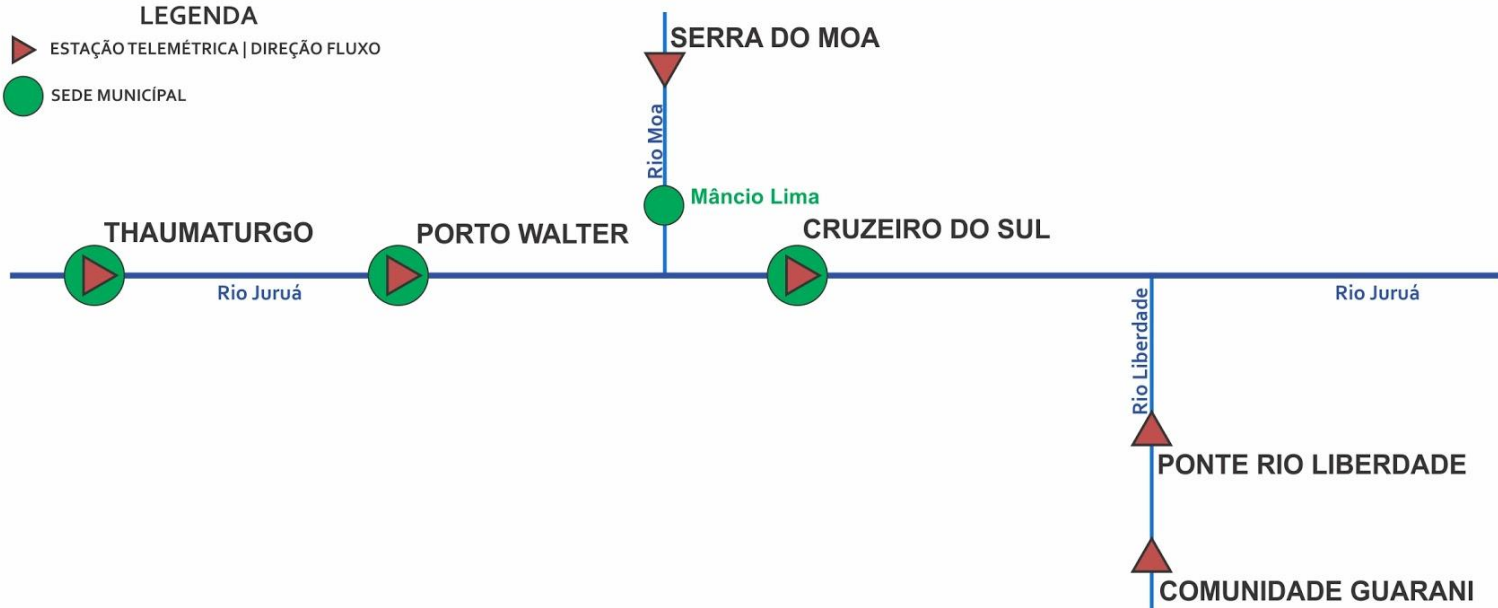 LEGENDA
ESTAÇÃO TELEMÉTRICA | DIREÇÃO FLUXO
SEDE MUNICÍPAL
SERRA DO MOA
Rio Moa
Mâncio Lima
THAUMATURGO
PORTO WALTER
CRUZEIRO DO SUL
Rio Juruá
Rio Juruá
Rio Liberdade
PONTE RIO LIBERDADE
COMUNIDADE GUARANI